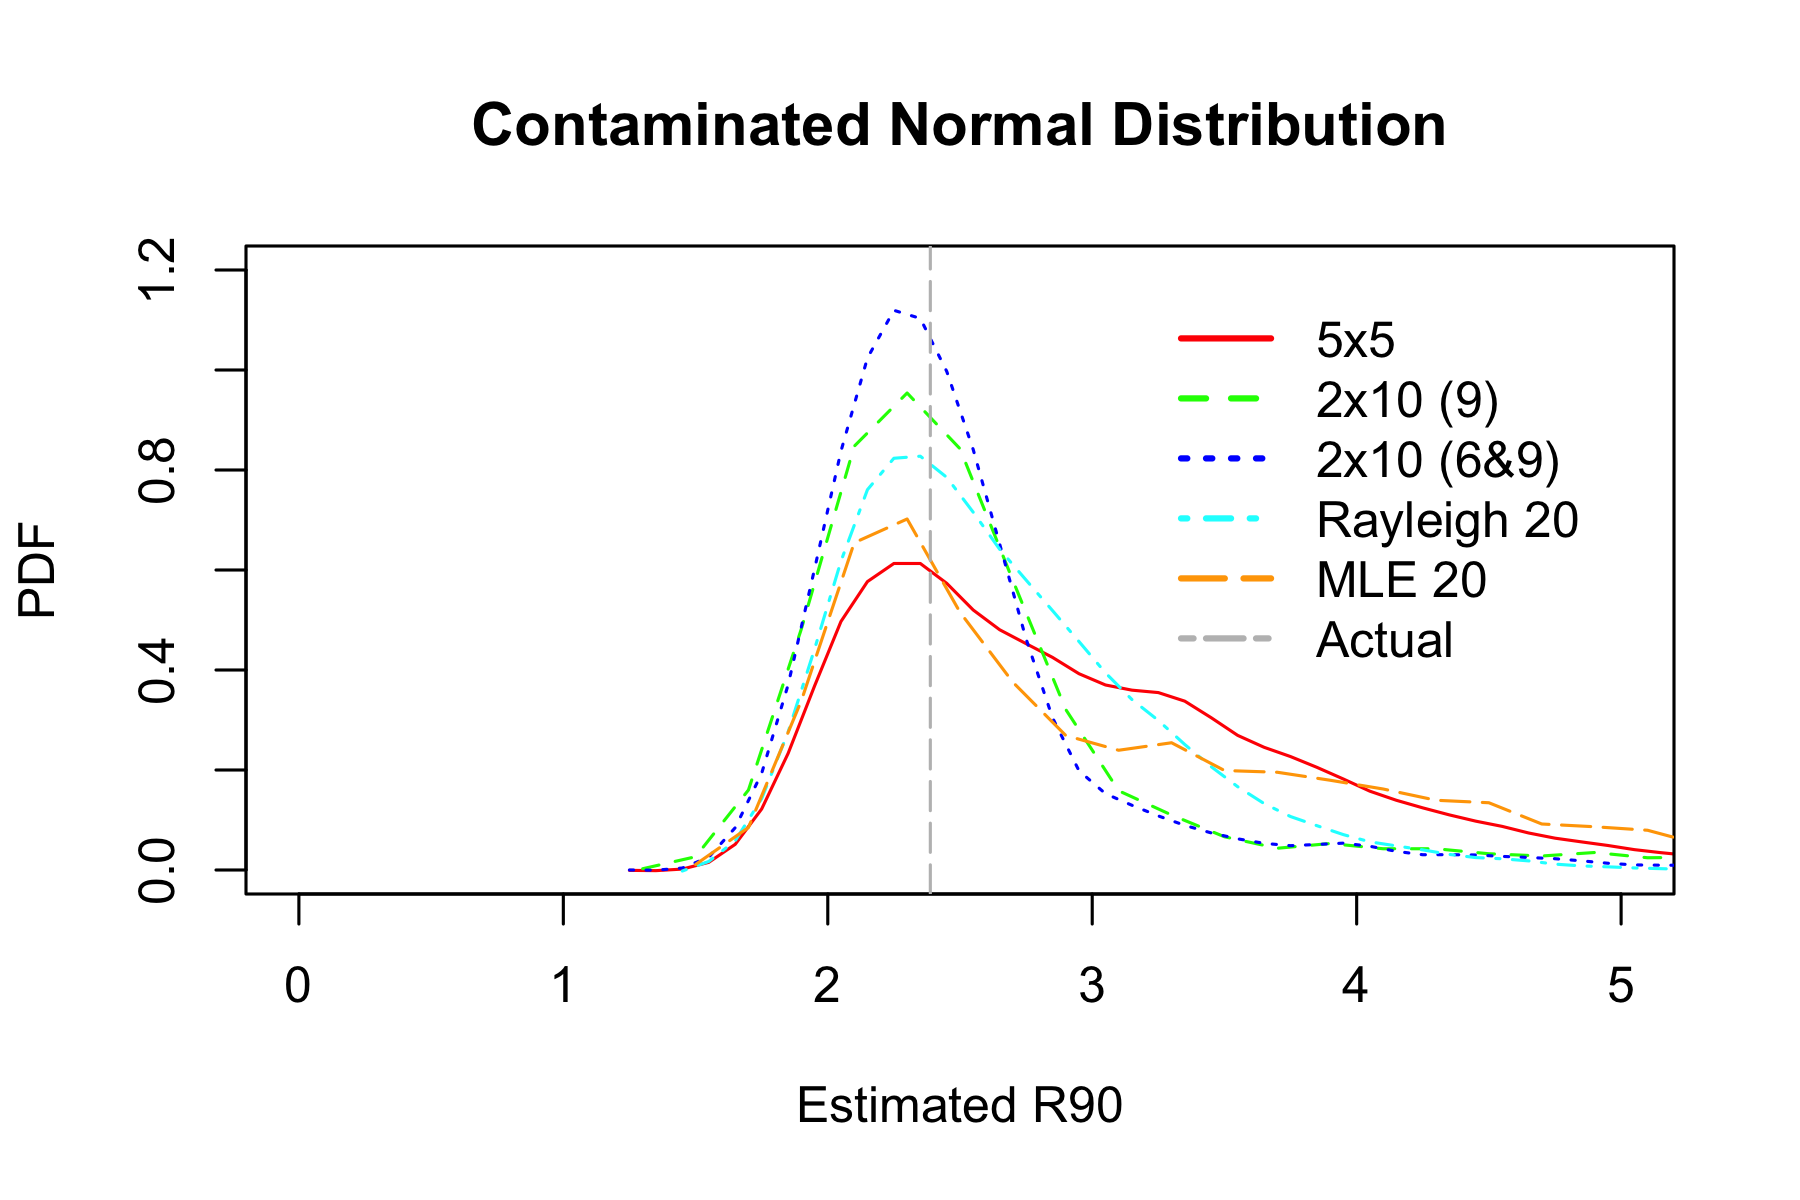 Contaminated Normal Distribution
PDF
1.2
0.8
0.4
0.0
5x5
2x10 (9)
2x10 (6&9)
Rayleigh 20
MLE 20
Actual
0 1 2 3 4 5
Estimated R90